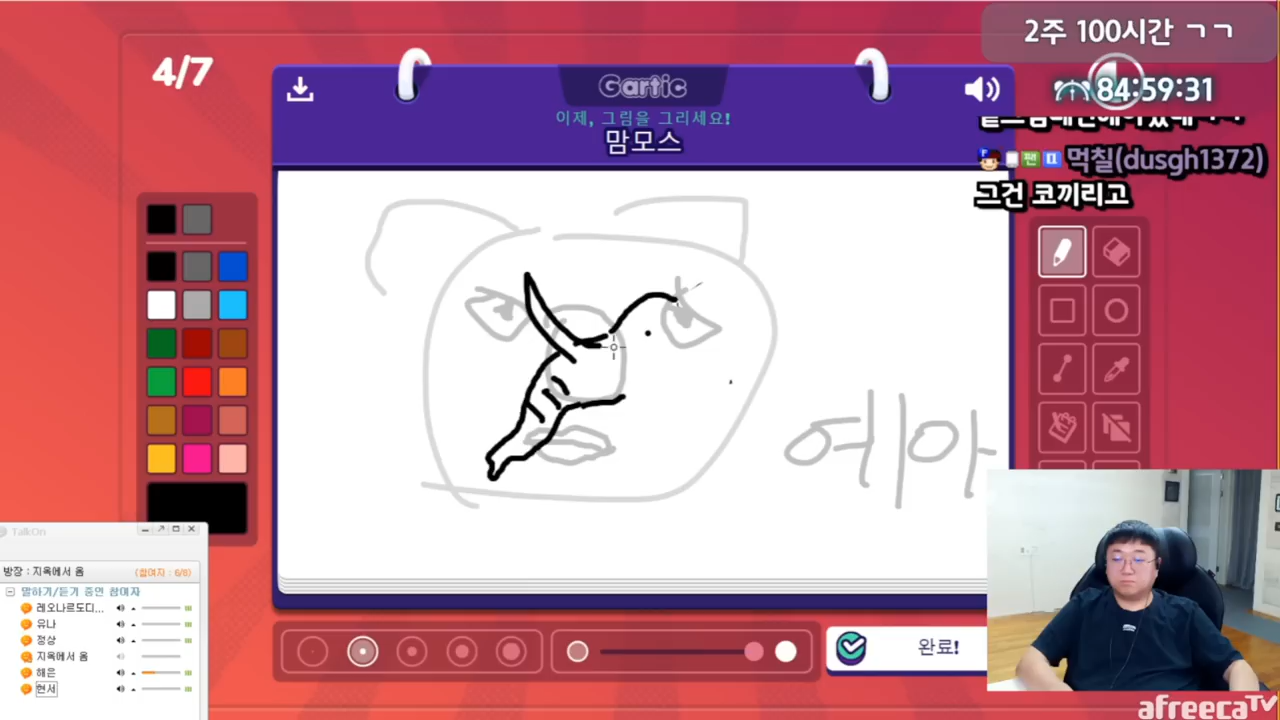 2주 100시간 ㄱㄱ
4/7
Gartic
84:59:31
이제, 그림을 그리세요!
맘모스
먹칠(dusgh1372)
그건 코끼리고
예아
TalkOn
방장 : 지옥에서 옴 (참여자 : 6/8)
말하기/듣기 중인 참여자
레오나르도디...
유나
정상
지옥에서 옴
해은
현서
완료!
afreecaTV